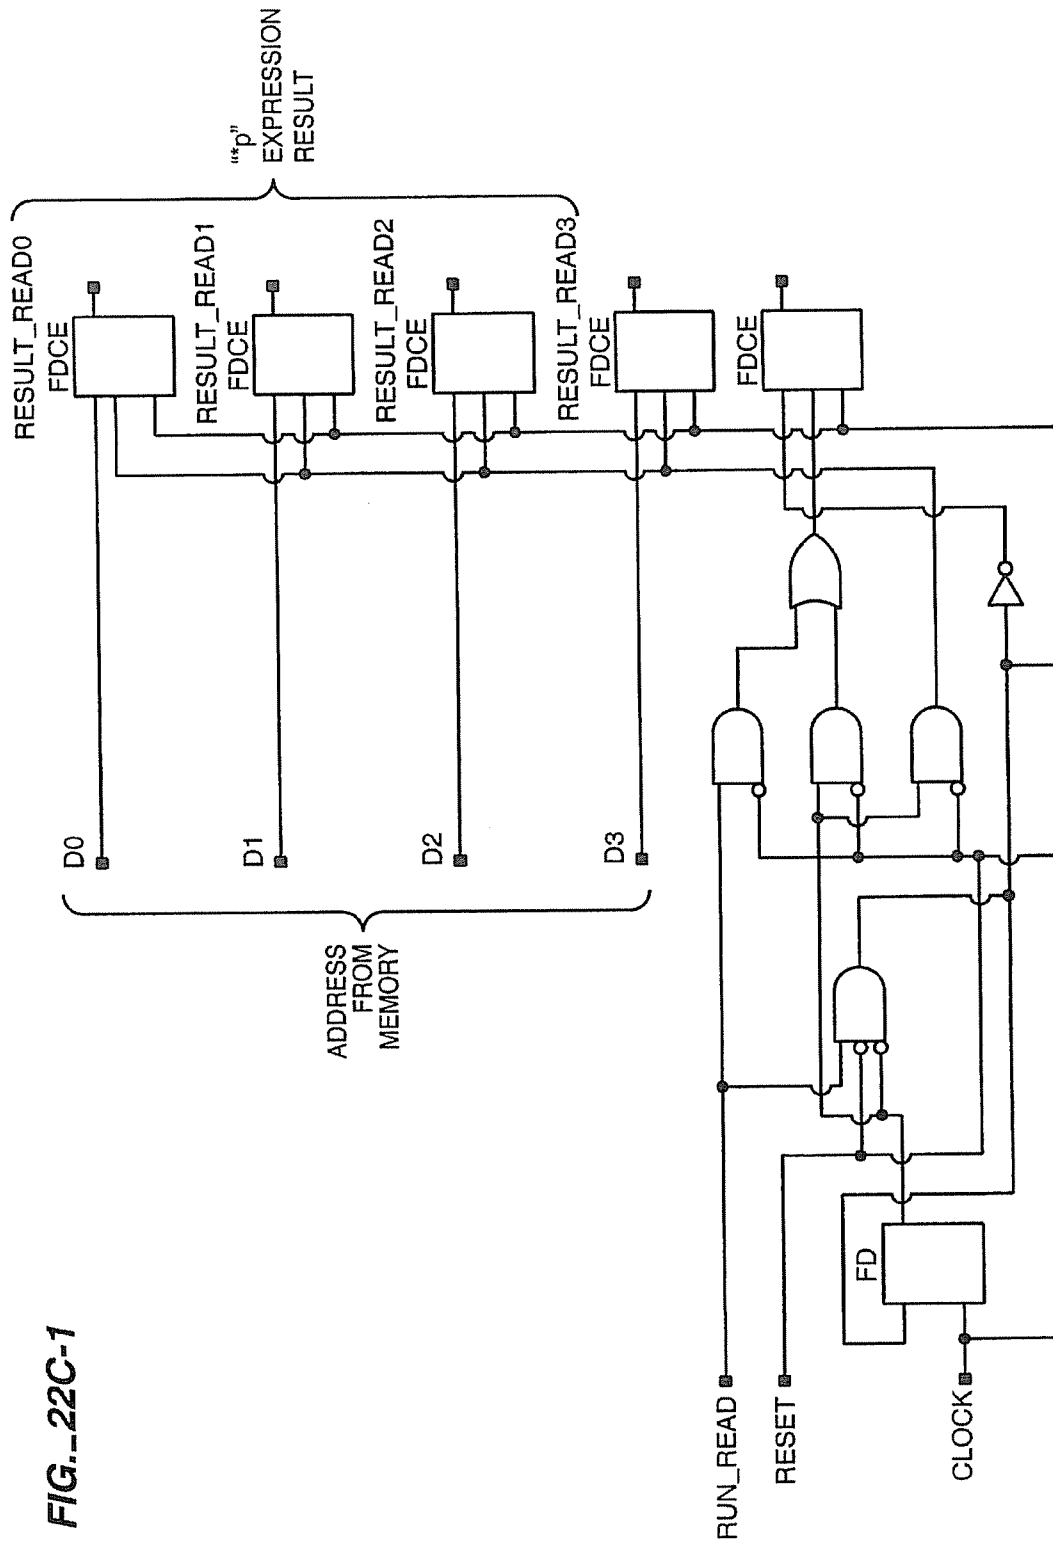 FIG._22C-1
ADDRESS
FROM
MEMORY
D0
D1
D2
D3
RESULT_READ0
FDCE
RESULT_READ1
FDCE
RESULT_READ2
FDCE
RESULT_READ3
FDCE
FDCE
"*p"
EXPRESSION
RESULT
RUN_READ
RESET
CLOCK
FD